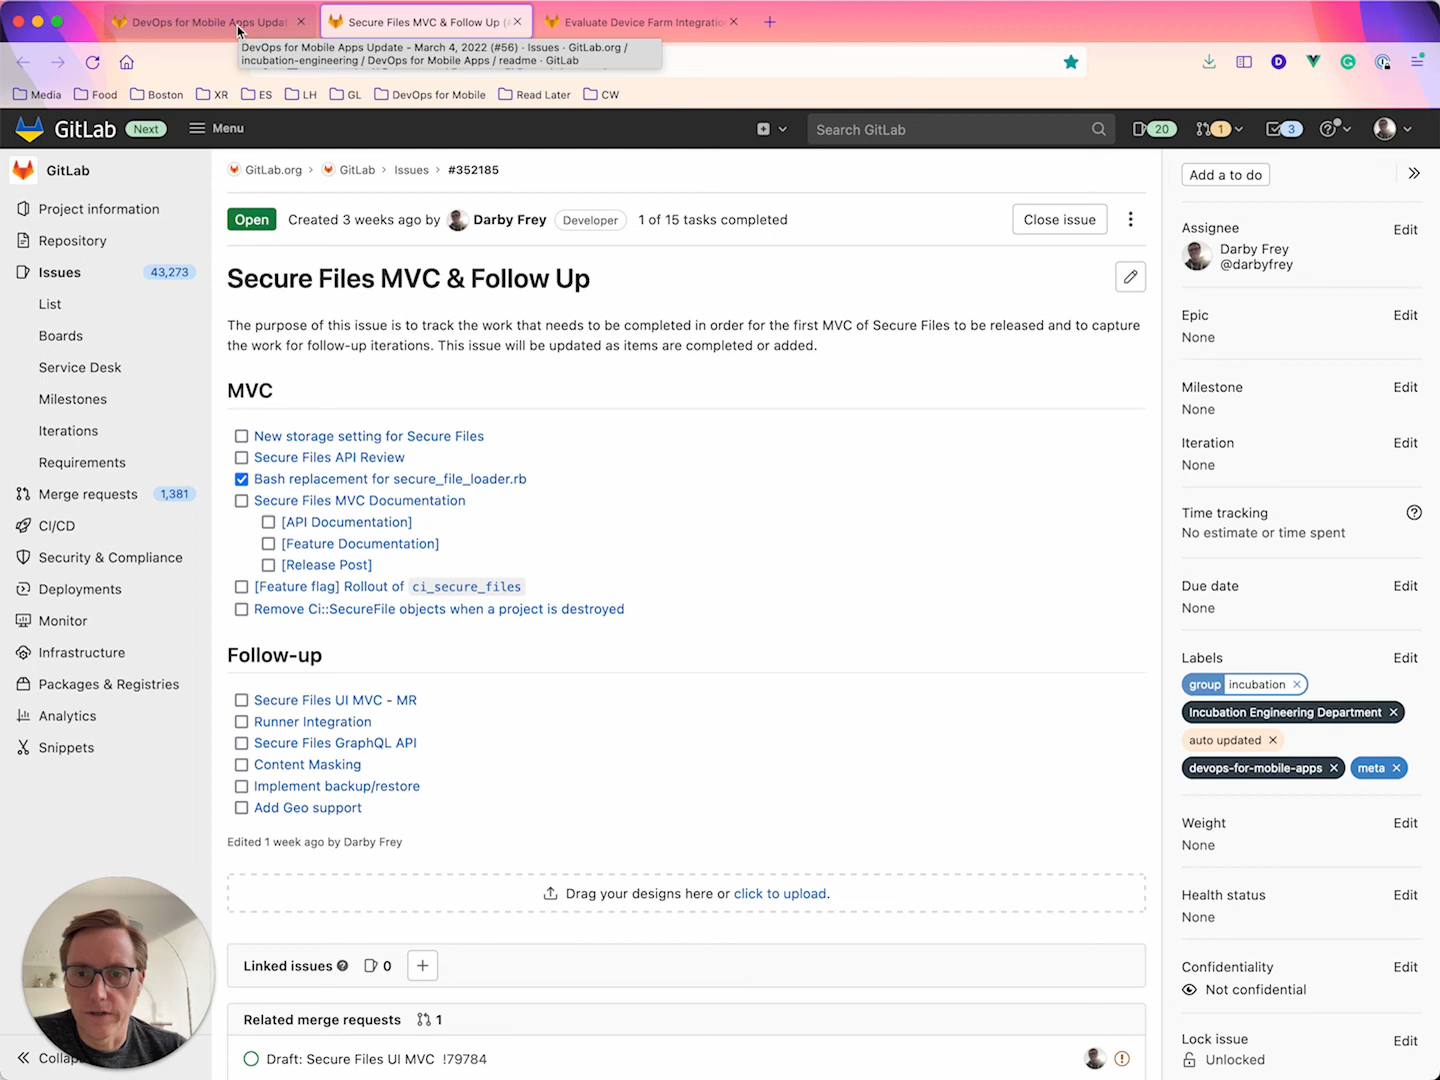 DevOps for Mobile Apps Updat
Secure Files MVC & Follow Up (
Evaluate Device Farm Integratio
DevOps for Mobile Apps Update - March 4, 2022 (#56) · Issues · GitLab.org /
incubation-engineering / DevOps for Mobile Apps / readme · GitLab
Media
Food
Boston
XR
ES
LH
GL
DevOps for Mobile
Read Later
CW
GitLab
Next
Menu
Search GitLab
20
1
3
GitLab
Project information
Repository
Issues
43,273
List
Boards
Service Desk
Milestones
Iterations
Requirements
Merge requests
1,381
CI/CD
Security & Compliance
Deployments
Monitor
Infrastructure
Packages & Registries
Analytics
Snippets
GitLab.org › GitLab › Issues › #352185
Open
Created 3 weeks ago by Darby Frey Developer 1 of 15 tasks completed
Close issue
Secure Files MVC & Follow Up
The purpose of this issue is to track the work that needs to be completed in order for the first MVC of Secure Files to be released and to capture
the work for follow-up iterations. This issue will be updated as items are completed or added.
MVC
New storage setting for Secure Files
Secure Files API Review
Bash replacement for secure_file_loader.rb
Secure Files MVC Documentation
[API Documentation]
[Feature Documentation]
[Release Post]
[Feature flag] Rollout of ci_secure_files
Remove Ci::SecureFile objects when a project is destroyed
Follow-up
Secure Files UI MVC - MR
Runner Integration
Secure Files GraphQL API
Content Masking
Implement backup/restore
Add Geo support
Edited 1 week ago by Darby Frey
Drag your designs here or click to upload.
Linked issues
0
Related merge requests
1
Draft: Secure Files UI MVC !79784
Add a to do
Assignee
Edit
Darby Frey
@darbyfrey
Epic
Edit
None
Milestone
Edit
None
Iteration
Edit
None
Time tracking
No estimate or time spent
Due date
Edit
None
Labels
Edit
group incubation
Incubation Engineering Department
auto updated
devops-for-mobile-apps
meta
Weight
Edit
None
Health status
Edit
None
Confidentiality
Edit
Not confidential
Lock issue
Edit
Unlocked